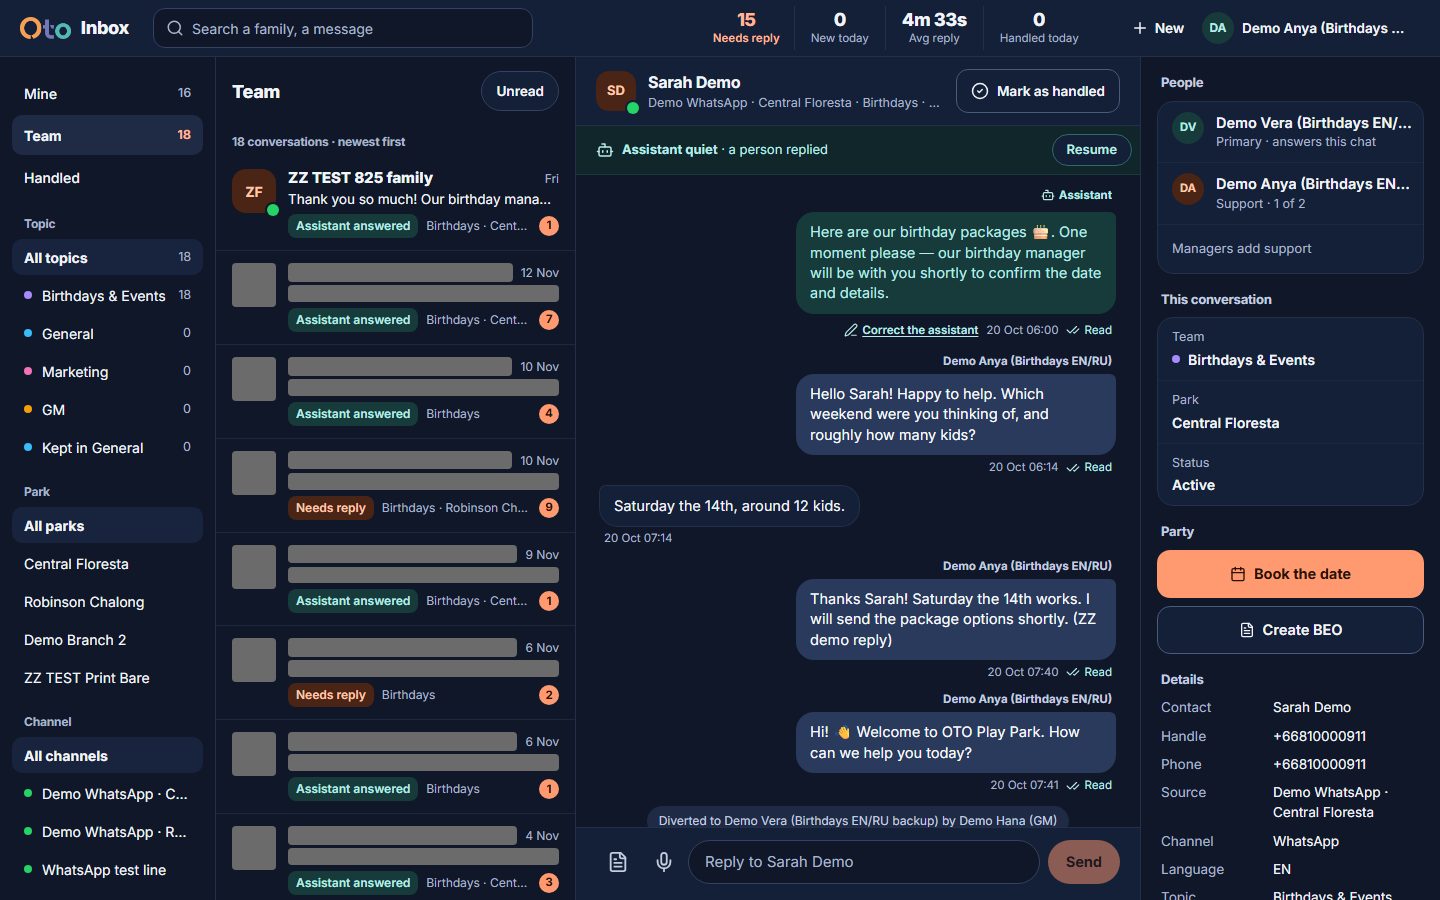 Oto Inbox
Search a family, a message
15
Needs reply
0
New today
4m 33s
Avg reply
0
Handled today
New
DA
Demo Anya (Birthdays ...
Mine 16
Team 18
Handled
Topic
All topics 18
Birthdays & Events 18
General 0
Marketing 0
GM 0
Kept in General 0
Park
All parks
Central Floresta
Robinson Chalong
Demo Branch 2
ZZ TEST Print Bare
Channel
All channels
Demo WhatsApp · C...
Demo WhatsApp · R...
WhatsApp test line
Team
Unread
18 conversations · newest first
ZF
ZZ TEST 825 family Fri
Thank you so much! Our birthday mana...
Assistant answered Birthdays · Cent... 1
12 Nov
Assistant answered Birthdays · Cent... 7
10 Nov
Assistant answered Birthdays 4
10 Nov
Needs reply Birthdays · Robinson Ch... 9
9 Nov
Assistant answered Birthdays · Cent... 1
6 Nov
Needs reply Birthdays 2
6 Nov
Assistant answered Birthdays 1
4 Nov
Assistant answered Birthdays · Cent... 3
SD
Sarah Demo
Demo WhatsApp · Central Floresta · Birthdays · ...
Mark as handled
Assistant quiet · a person replied
Resume
Assistant
Here are our birthday packages 🎂. One
moment please — our birthday manager
will be with you shortly to confirm the date
and details.
Correct the assistant 20 Oct 06:00 Read
Demo Anya (Birthdays EN/RU)
Hello Sarah! Happy to help. Which
weekend were you thinking of, and
roughly how many kids?
20 Oct 06:14 Read
Saturday the 14th, around 12 kids.
20 Oct 07:14
Demo Anya (Birthdays EN/RU)
Thanks Sarah! Saturday the 14th works. I
will send the package options shortly. (ZZ
demo reply)
20 Oct 07:40 Read
Demo Anya (Birthdays EN/RU)
Hi! 👋 Welcome to OTO Play Park. How
can we help you today?
20 Oct 07:41 Read
Diverted to Demo Vera (Birthdays EN/RU backup) by Demo Hana (GM)
Reply to Sarah Demo
Send
People
DV
Demo Vera (Birthdays EN/...
Primary · answers this chat
DA
Demo Anya (Birthdays EN...
Support · 1 of 2
Managers add support
This conversation
Team
Birthdays & Events
Park
Central Floresta
Status
Active
Party
Book the date
Create BEO
Details
Contact Sarah Demo
Handle +66810000911
Phone +66810000911
Source Demo WhatsApp ·
Central Floresta
Channel WhatsApp
Language EN
Topic Birthdays & Events